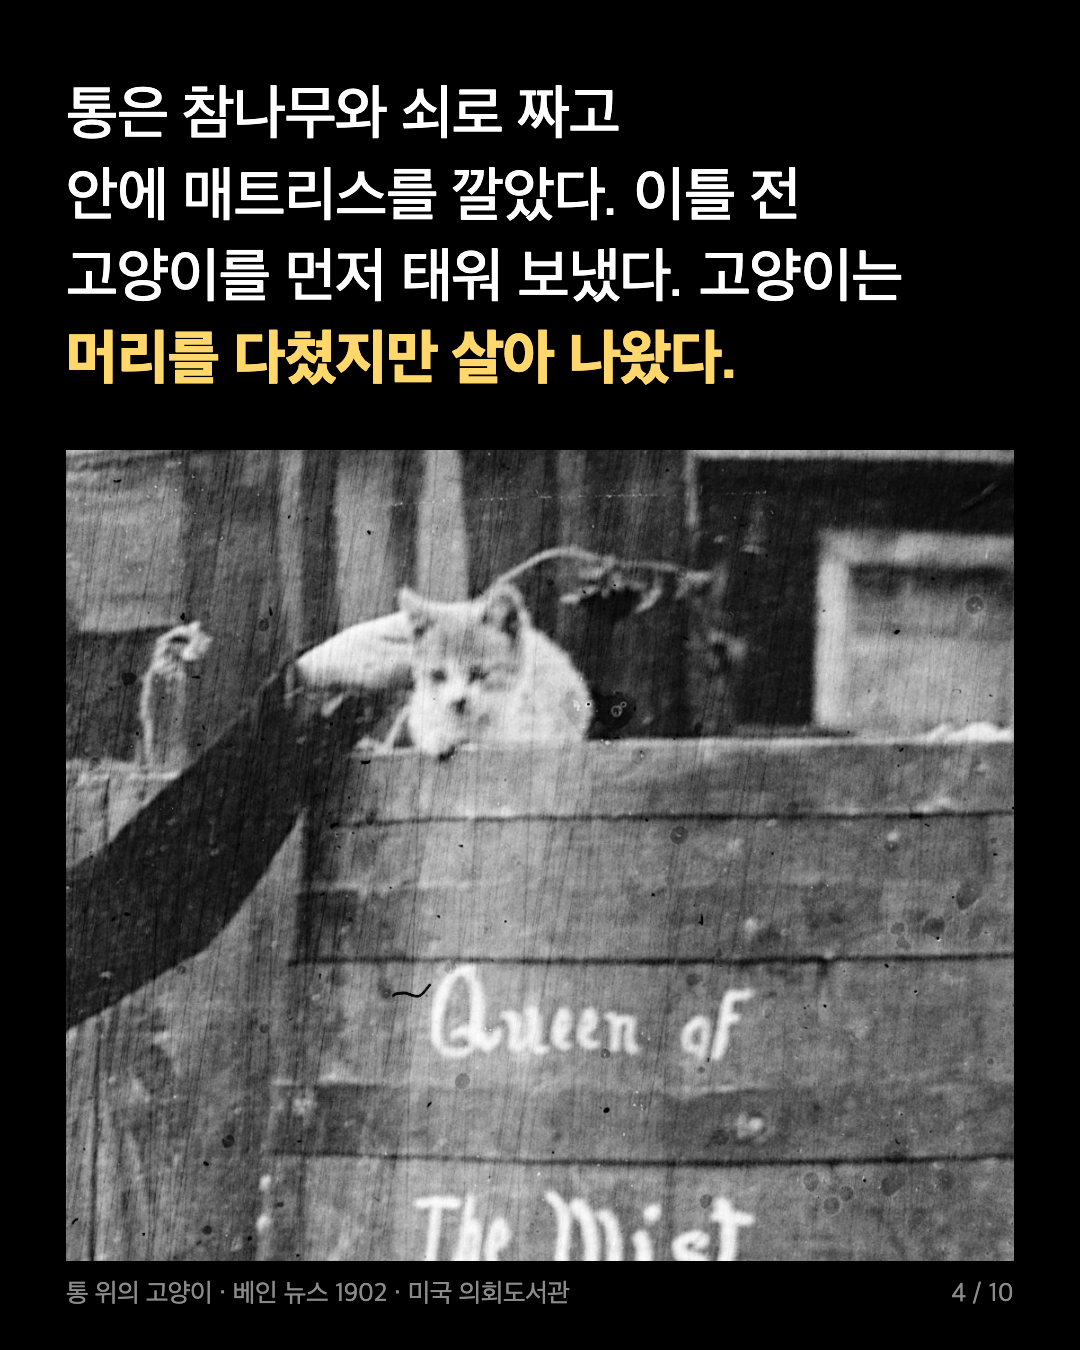 통은 참나무와 쇠로 짜고
안에 매트리스를 깔았다. 이틀 전
고양이를 먼저 태워 보냈다. 고양이는
머리를 다쳤지만 살아 나왔다.
Queen of
The Mist
통 위의 고양이 · 베인 뉴스 1902 · 미국 의회도서관
4 / 10